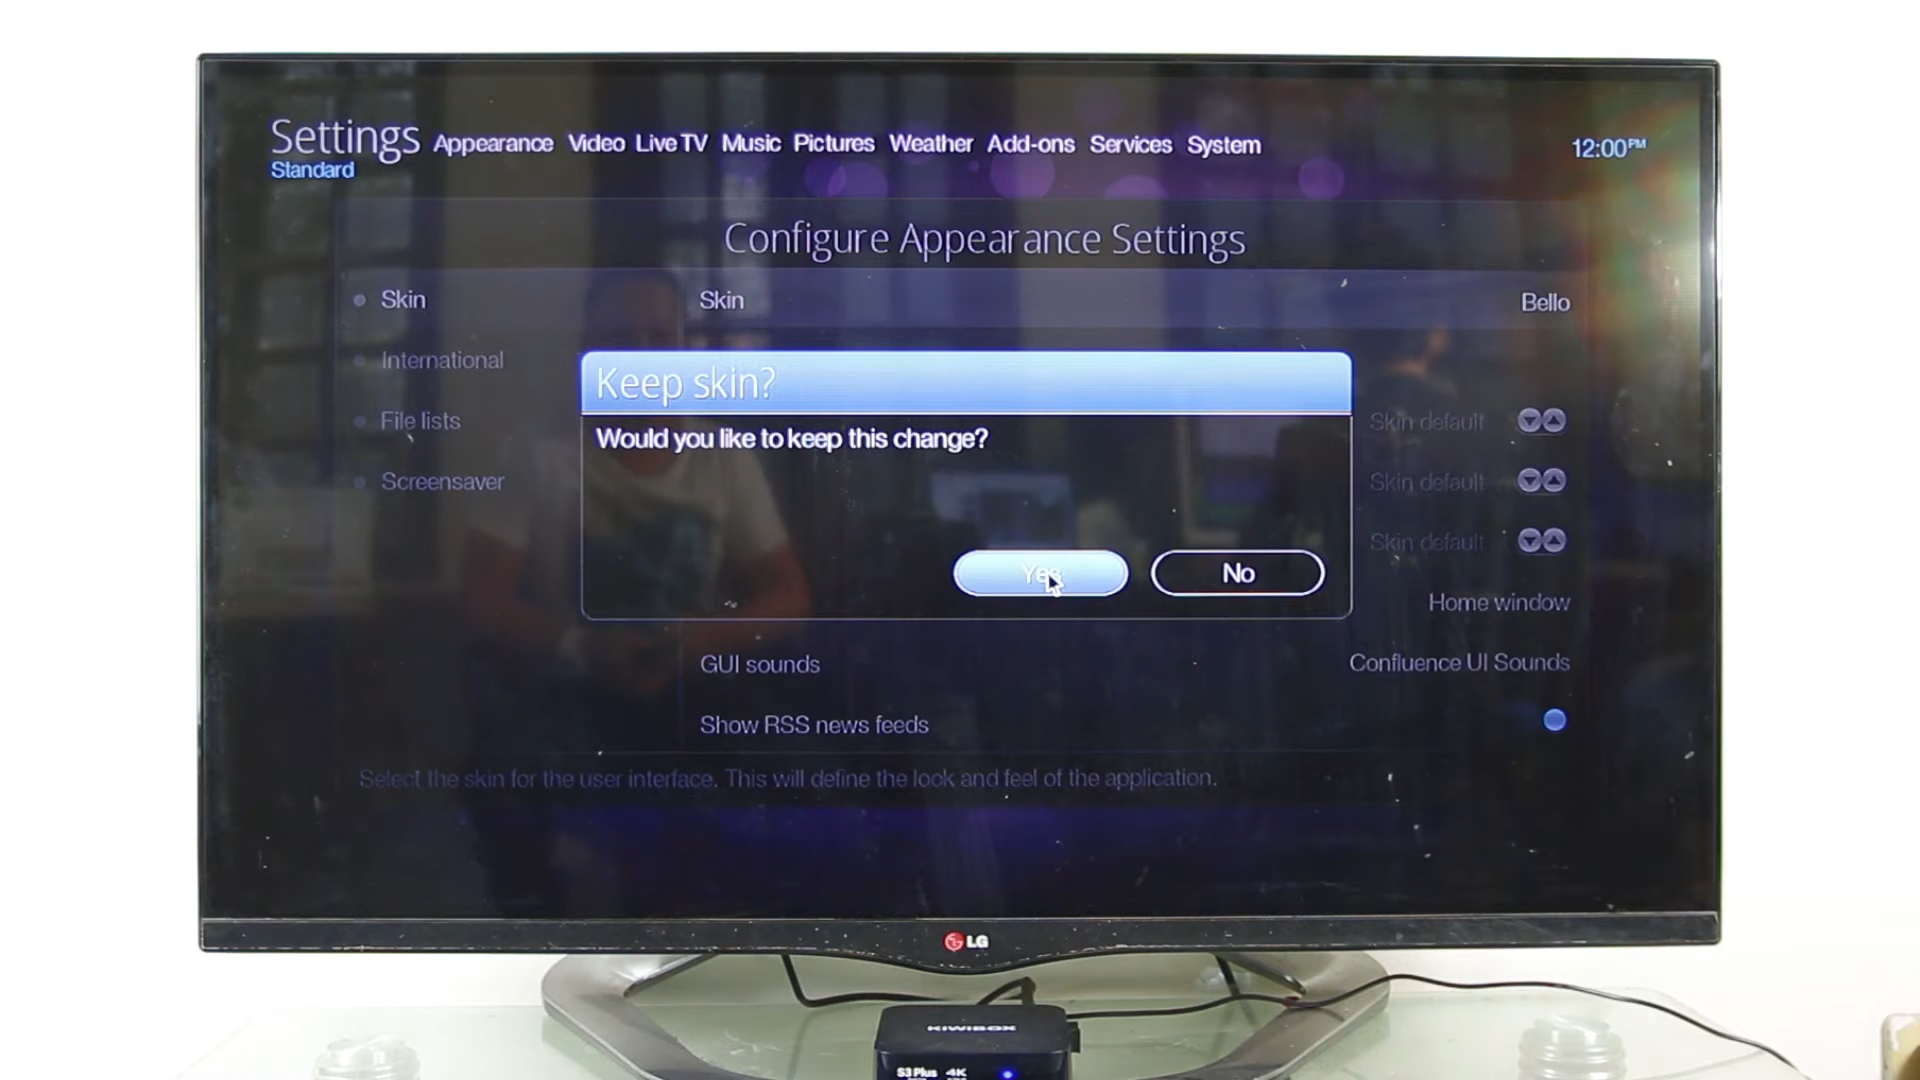 Settings Appearance Video Live TV Music Pictures Weather Add-ons Services System
Standard
12:00PM
Configure Appearance Settings
Skin
Skin
Bello
International
File lists
Screensaver
Keep skin?
Would you like to keep this change?
Yes
No
Skin default
Skin default
Skin default
Home window
GUI sounds
Confluence UI Sounds
Show RSS news feeds
Select the skin for the user interface. This will define the look and feel of the application.
LG
KIWIBOX
S3 Plus 4K